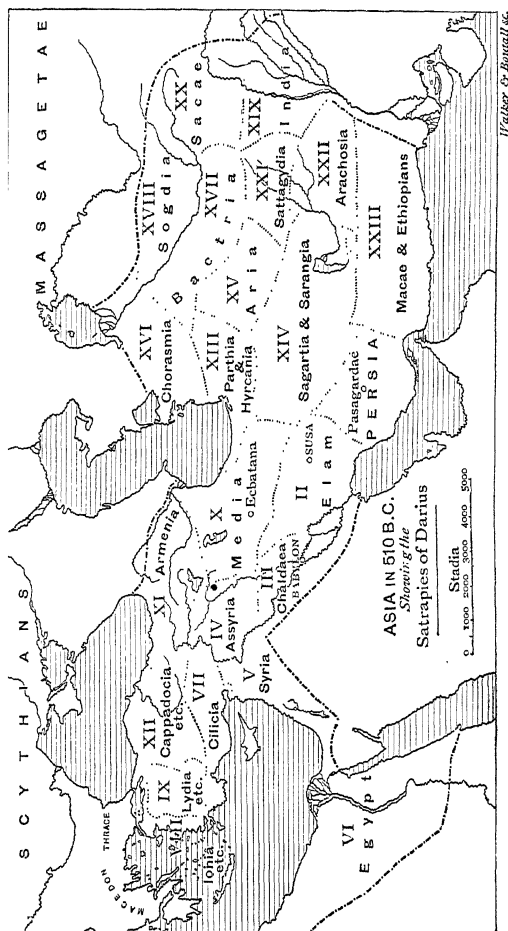 MASSAGETAE
SCYTHIANS
XVIII
Sogdia
XX
Sacae
XIX
India
XVII
Bactria
XVI
Chorasmia
XXI
Sattagydia
XXII
Arachosia
XV
Aria
XIII
Parthia
&
Hyrcania
XIV
Sagartia & Sarangia
XXIII
Macae & Ethiopians
Pasagardaé
PERSIA
SUSA
II
Elam
X
Media
Ecbatana
Armenia
XI
III
Chaldaea
BABYLON
IV
Assyria
V
Syria
XII
Cappadocia
etc.
VII
Cilicia
IX
Lydia
etc.
VIII
Ionia
etc.
THRACE
MACEDON
VI
Egypt
ASIA IN 510 B.C.
Showing the
Satrapies of Darius
Stadia
0 1000 2000 3000 4000 5000
Walker & Boutall sc.